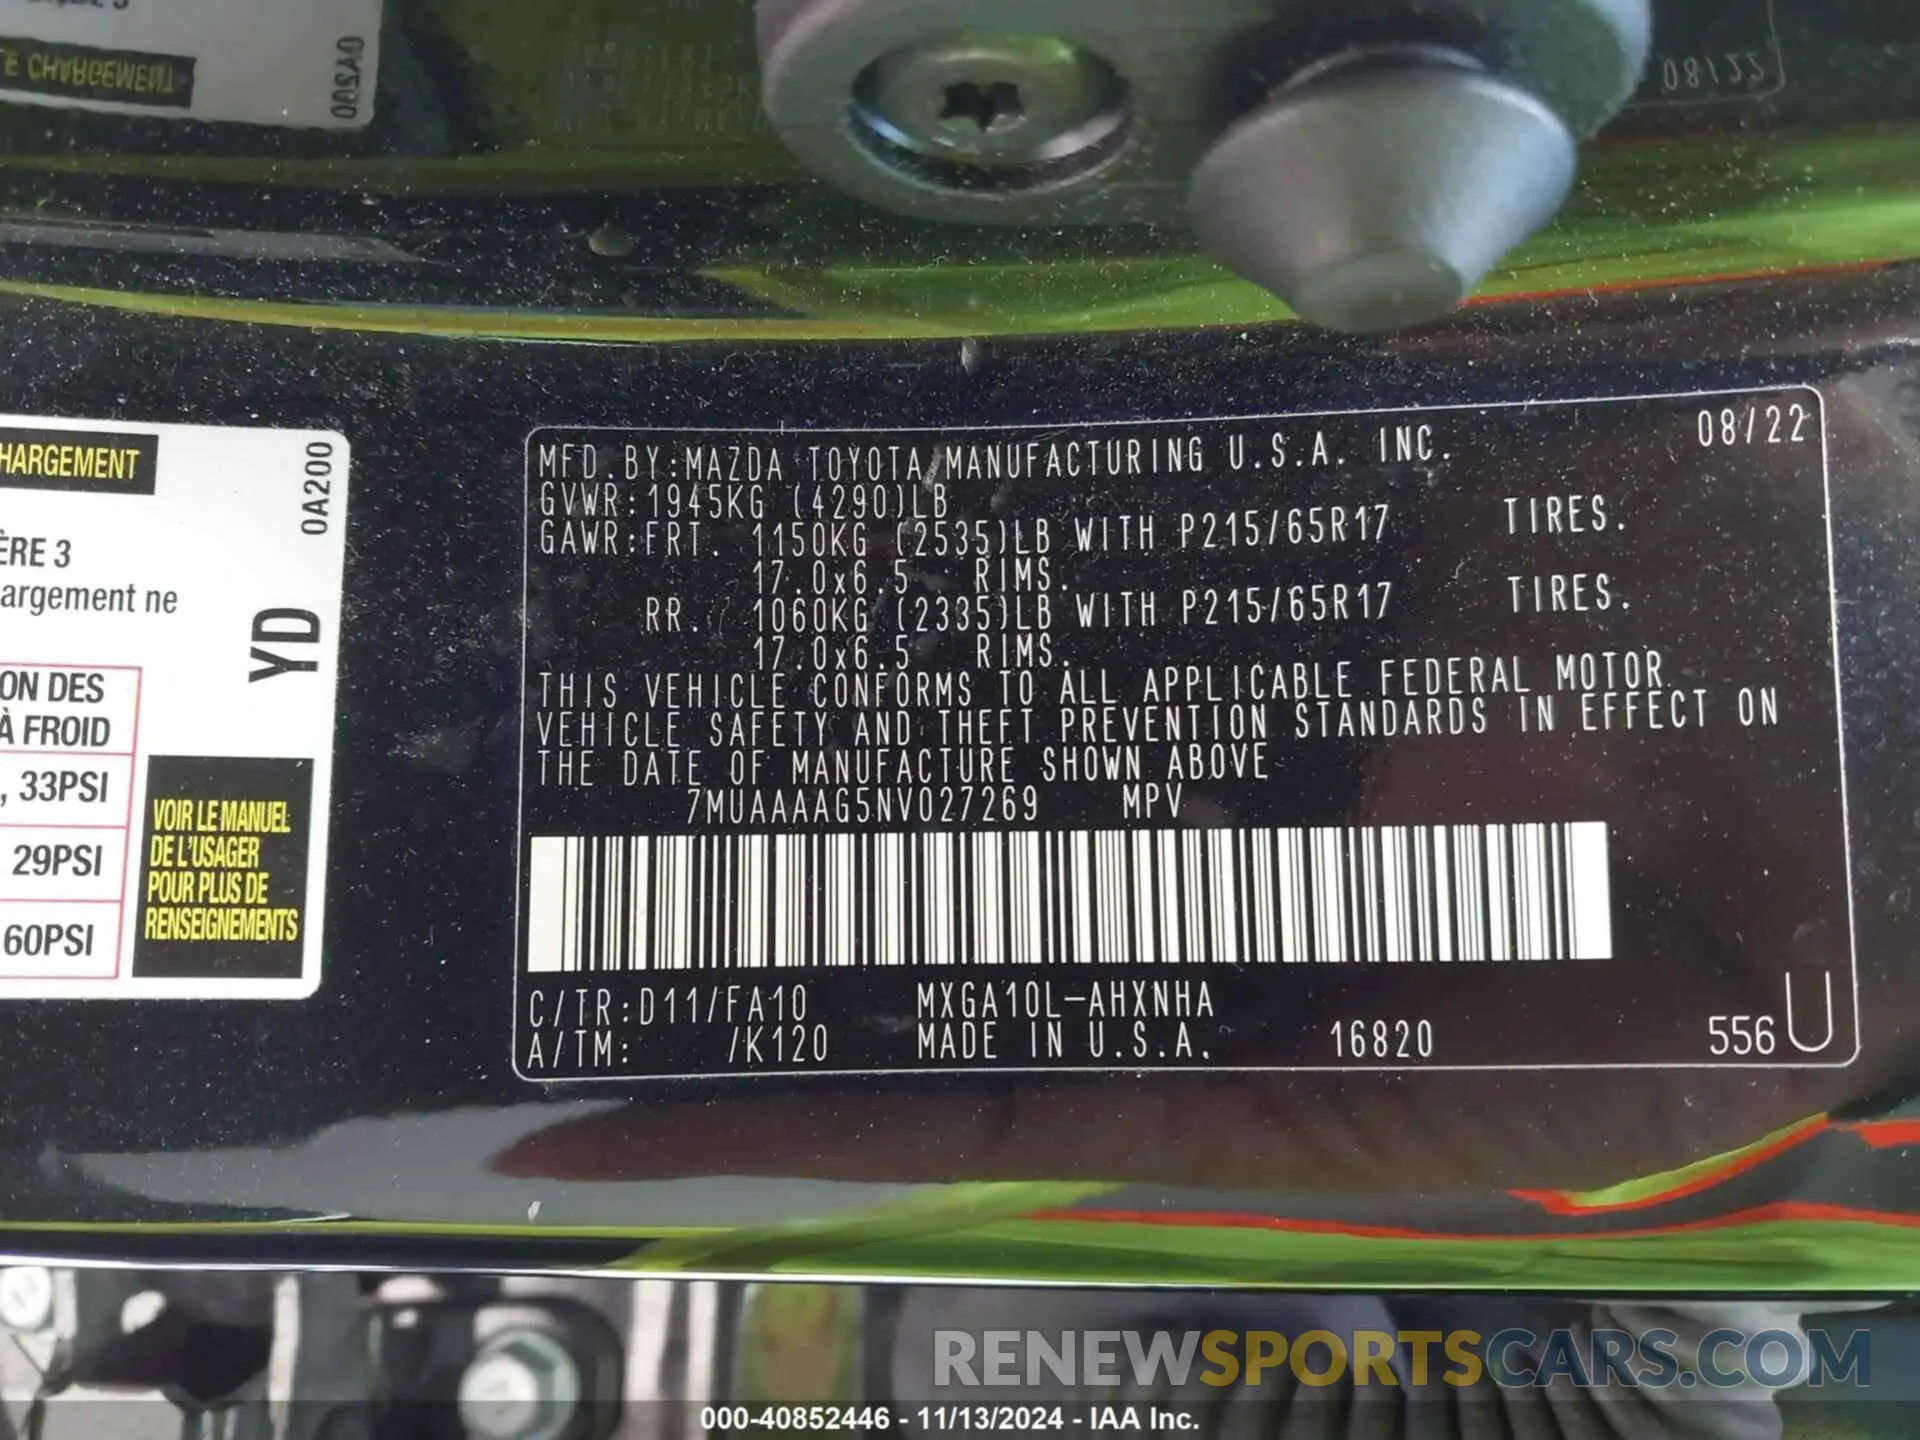 E CHARGEMENT
0A200
08/22
HARGEMENT
0A200
ÈRE 3
argement ne
YD
ON DES
À FROID
, 33PSI
29PSI
60PSI
VOIR LE MANUEL
DE L'USAGER
POUR PLUS DE
RENSEIGNEMENTS
MFD.BY:MAZDA TOYOTA MANUFACTURING U.S.A. INC. 08/22
GVWR:1945KG (4290)LB
GAWR:FRT. 1150KG (2535)LB WITH P215/65R17 TIRES.
17.0x6.5 RIMS.
RR. 1060KG (2335)LB WITH P215/65R17 TIRES.
17.0x6.5 RIMS.
THIS VEHICLE CONFORMS TO ALL APPLICABLE FEDERAL MOTOR
VEHICLE SAFETY AND THEFT PREVENTION STANDARDS IN EFFECT ON
THE DATE OF MANUFACTURE SHOWN ABOVE
7MUAAAAG5NV027269 MPV
C/TR:D11/FA10 MXGA10L-AHXNHA
A/TM: /K120 MADE IN U.S.A. 16820 556 U
RENEWSPORTSCARS.COM
000-40852446 - 11/13/2024 - IAA Inc.